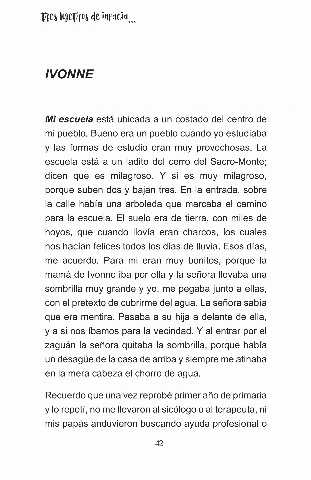 Tres kactros de infacia...
IVONNE
Mi escuela está ubicada a un costado del centro de
mi pueblo. Bueno era un pueblo cuando yo estudiaba
y las formas de estudio eran muy provechosas. La
escuela está a un ladito del cerro del Sacro-Monte;
dicen que es milagroso. Y si es muy milagroso,
porque suben dos y bajan tres. En la entrada, sobre
la calle había una arboleda que marcaba el camino
para la escuela. El suelo era de tierra, con miles de
hoyos, que cuando llovía eran charcos, los cuales
nos hacían felices todos los días de lluvia. Esos días,
me acuerdo. Para mi eran muy bonitos, porque la
mamá de Ivonne iba por ella y la señora llevaba una
sombrilla muy grande y yo, me pegaba junto a ellas,
con el pretexto de cubrirme del agua. La señora sabía
que era mentira. Pasaba a su hija a delante de ella,
y a si nos íbamos para la vecindad. Y al entrar por el
zaguán la señora quitaba la sombrilla, porque había
un desagüe de la casa de arriba y siempre me atinaba
en la mera cabeza el chorro de agua.
Recuerdo que una vez reprobé primer año de primaria
y lo repetí, no me llevaron al sicólogo o al terapeuta, ni
mis papás anduvieron buscando ayuda profesional o
42